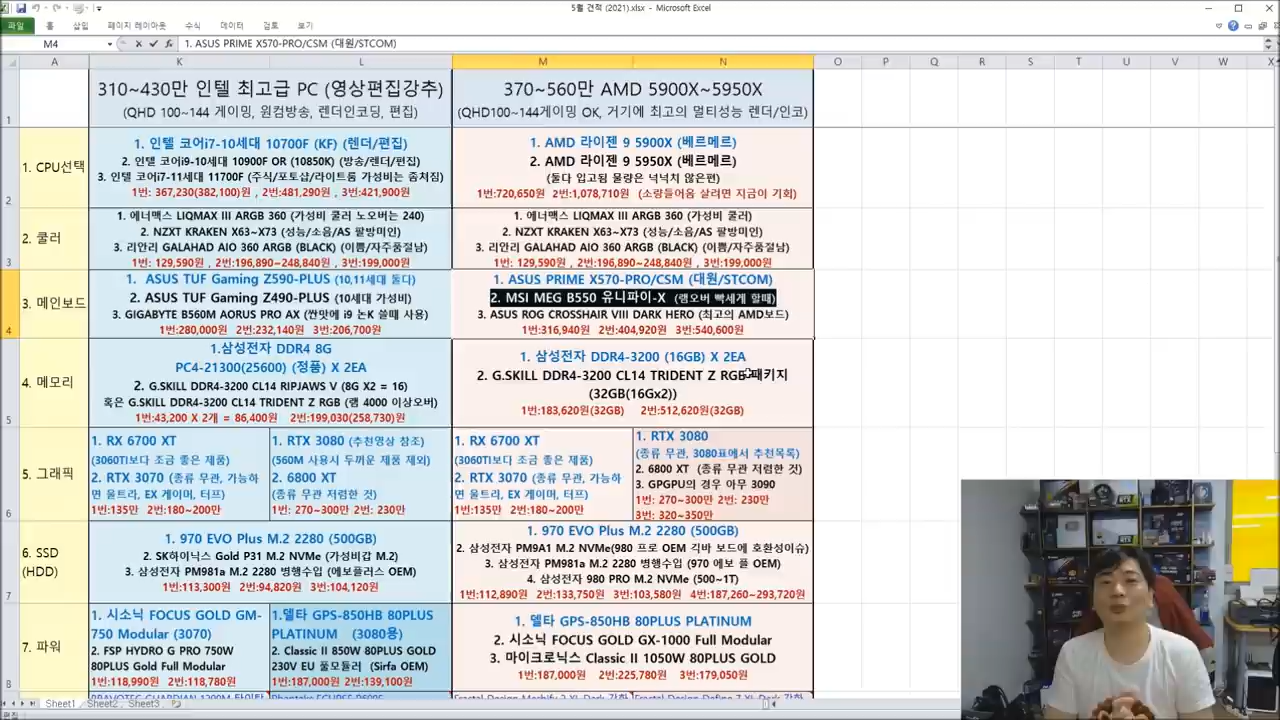 5월 견적 (2021).xlsx - Microsoft Excel
파일 홈 삽입 페이지 레이아웃 수식 데이터 검토 보기
M4 1. ASUS PRIME X570-PRO/CSM (대원/STCOM)
A K L M N O P Q R S T U V W X
1
310~430만 인텔 최고급 PC (영상편집강추)
(QHD 100~144 게이밍, 원컴방송, 렌더인코딩, 편집)
370~560만 AMD 5900X~5950X
(QHD100~144게이밍 OK, 거기에 최고의 멀티성능 렌더/인코)
2
1. CPU선택
1. 인텔 코어i7-10세대 10700F (KF) (렌더/편집)
2. 인텔 코어i9-10세대 10900F OR (10850K) (방송/렌더/편집)
3. 인텔 코어i7-11세대 11700F (주식/포토샵/라이트룸 가성비는 좀쳐짐)
1번: 367,230(382,100)원 , 2번:481,290원 , 3번:421,900원
1. AMD 라이젠 9 5900X (베르메르)
2. AMD 라이젠 9 5950X (베르메르)
(둘다 입고된 물량은 넉넉치 않은편)
1번:720,650원 2번:1,078,710원 (소량들어옴 살려면 지금이 기회)
3
2. 쿨러
1. 에너맥스 LIQMAX III ARGB 360 (가성비 쿨러 노오버는 240)
2. NZXT KRAKEN X63~X73 (성능/소음/AS 팔방미인)
3. 리안리 GALAHAD AIO 360 ARGB (BLACK) (이쁨/자주품절남)
1번: 129,590원 , 2번:196,890~248,840원 , 3번:199,000원
1. 에너맥스 LIQMAX III ARGB 360 (가성비 쿨러)
2. NZXT KRAKEN X63~X73 (성능/소음/AS 팔방미인)
3. 리안리 GALAHAD AIO 360 ARGB (BLACK) (이쁨/자주품절남)
1번: 129,590원 , 2번:196,890~248,840원 , 3번:199,000원
4
3. 메인보드
1. ASUS TUF Gaming Z590-PLUS (10,11세대 둘다)
2. ASUS TUF Gaming Z490-PLUS (10세대 가성비)
3. GIGABYTE B560M AORUS PRO AX (싼맛에 i9 논K 쓸때 사용)
1번:280,000원 2번:232,140원 3번:206,700원
1. ASUS PRIME X570-PRO/CSM (대원/STCOM)
2. MSI MEG B550 유니파이-X (램오버 빡세게 할때)
3. ASUS ROG CROSSHAIR VIII DARK HERO (최고의 AMD보드)
1번:316,940원 2번:404,920원 3번:540,600원
5
4. 메모리
1.삼성전자 DDR4 8G
PC4-21300(25600) (정품) X 2EA
2. G.SKILL DDR4-3200 CL14 RIPJAWS V (8G X2 = 16)
혹은 G.SKILL DDR4-3200 CL14 TRIDENT Z RGB (램 4000 이상오버)
1번:43,200 X 2개 = 86,400원 2번:199,030(258,730)원
1. 삼성전자 DDR4-3200 (16GB) X 2EA
2. G.SKILL DDR4-3200 CL14 TRIDENT Z RGB 패키지
(32GB(16Gx2))
1번:183,620원(32GB) 2번:512,620원(32GB)
6
5. 그래픽
1. RX 6700 XT
(3060TI보다 조금 좋은 제품)
2. RTX 3070 (종류 무관, 가능하
면 울트라, EX 게이머, 터프)
1번:135만 2번:180~200만
1. RTX 3080 (추천영상 참조)
(560M 사용시 두꺼운 제품 제외)
2. 6800 XT
(종류 무관 저렴한 것)
1번: 270~300만 2번: 230만
1. RX 6700 XT
(3060TI보다 조금 좋은 제품)
2. RTX 3070 (종류 무관, 가능하
면 울트라, EX 게이머, 터프)
1번:135만 2번:180~200만
1. RTX 3080
(종류 무관, 3080표에서 추천목록)
2. 6800 XT (종류 무관 저렴한 것)
3. GPGPU의 경우 아무 3090
1번: 270~300만 2번: 230만
3번: 320~350만
7
6. SSD
(HDD)
1. 970 EVO Plus M.2 2280 (500GB)
2. SK하이닉스 Gold P31 M.2 NVMe (가성비갑 M.2)
3. 삼성전자 PM981a M.2 2280 병행수입 (에보플러스 OEM)
1번:113,300원 2번:94,820원 3번:104,120원
1. 970 EVO Plus M.2 2280 (500GB)
2. 삼성전자 PM9A1 M.2 NVMe(980 프로 OEM 긱바 보드에 호환성이슈)
3. 삼성전자 PM981a M.2 2280 병행수입 (970 에보 플 OEM)
4. 삼성전자 980 PRO M.2 NVMe (500~1T)
1번:112,890원 2번:133,750원 3번:103,580원 4번:187,260~293,720원
8
7. 파워
1. 시소닉 FOCUS GOLD GM-
750 Modular (3070)
2. FSP HYDRO G PRO 750W
80PLUS Gold Full Modular
1번:118,990원 2번:118,780원
1.델타 GPS-850HB 80PLUS
PLATINUM (3080용)
2. Classic II 850W 80PLUS GOLD
230V EU 풀모듈러 (Sirfa OEM)
1번:187,000원 2번:139,100원
1. 델타 GPS-850HB 80PLUS PLATINUM
2. 시소닉 FOCUS GOLD GX-1000 Full Modular
3. 마이크로닉스 Classic II 1050W 80PLUS GOLD
1번:187,000원 2번:225,780원 3번:179,050원
Sheet1 Sheet2 Sheet3
편집